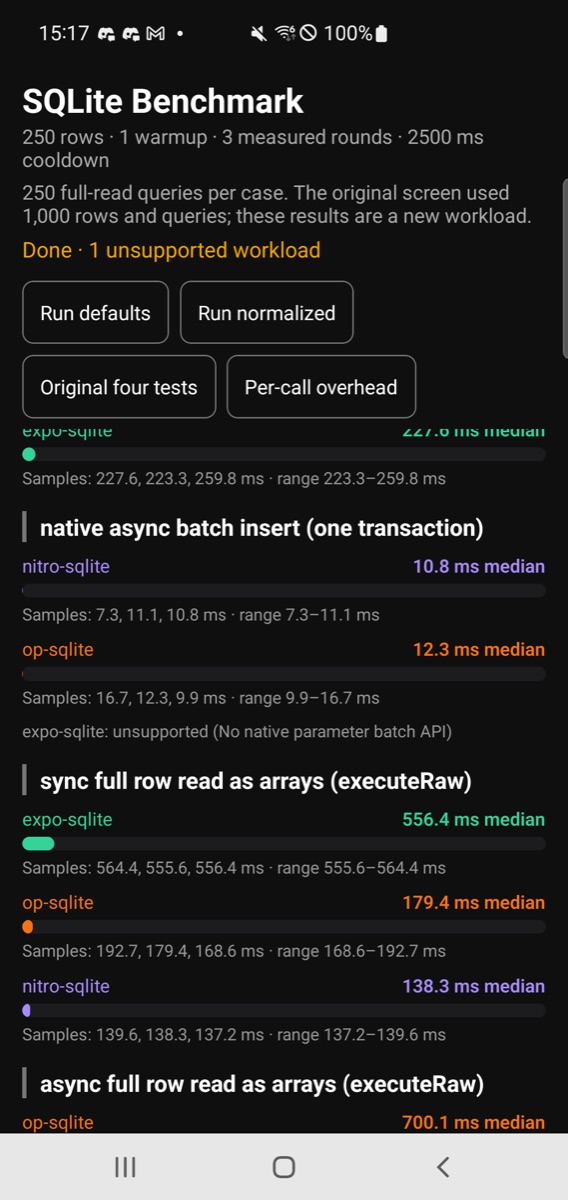 15:17
100%
SQLite Benchmark
250 rows · 1 warmup · 3 measured rounds · 2500 ms
cooldown
250 full-read queries per case. The original screen used
1,000 rows and queries; these results are a new workload.
Done · 1 unsupported workload
Run defaults
Run normalized
Original four tests
Per-call overhead
expo-sqlite
227.6 ms median
Samples: 227.6, 223.3, 259.8 ms · range 223.3–259.8 ms
native async batch insert (one transaction)
nitro-sqlite
10.8 ms median
Samples: 7.3, 11.1, 10.8 ms · range 7.3–11.1 ms
op-sqlite
12.3 ms median
Samples: 16.7, 12.3, 9.9 ms · range 9.9–16.7 ms
expo-sqlite: unsupported (No native parameter batch API)
sync full row read as arrays (executeRaw)
expo-sqlite
556.4 ms median
Samples: 564.4, 555.6, 556.4 ms · range 555.6–564.4 ms
op-sqlite
179.4 ms median
Samples: 192.7, 179.4, 168.6 ms · range 168.6–192.7 ms
nitro-sqlite
138.3 ms median
Samples: 139.6, 138.3, 137.2 ms · range 137.2–139.6 ms
async full row read as arrays (executeRaw)
op-sqlite
700.1 ms median